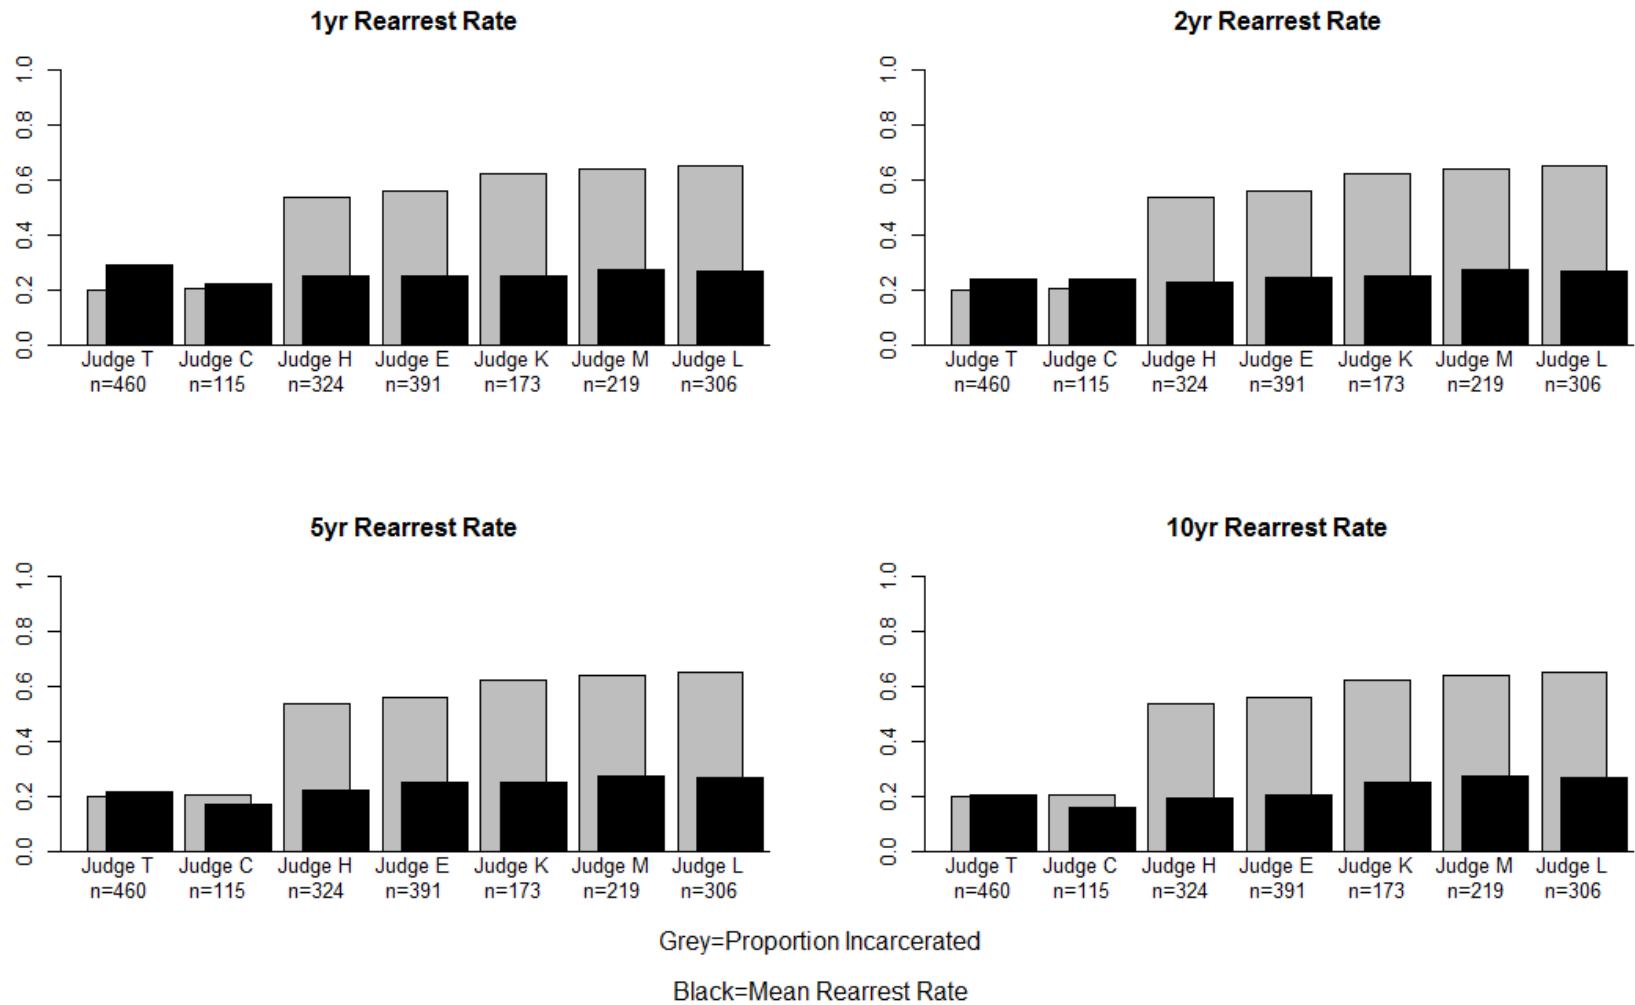 1yr Rearrest Rate
1.0
0.8
0.6
0.4
0.2
0.0
Judge T Judge C Judge H Judge E Judge K Judge M Judge L
n=460 n=115 n=324 n=391 n=173 n=219 n=306
2yr Rearrest Rate
1.0
0.8
0.6
0.4
0.2
0.0
Judge T Judge C Judge H Judge E Judge K Judge M Judge L
n=460 n=115 n=324 n=391 n=173 n=219 n=306
5yr Rearrest Rate
1.0
0.8
0.6
0.4
0.2
0.0
Judge T Judge C Judge H Judge E Judge K Judge M Judge L
n=460 n=115 n=324 n=391 n=173 n=219 n=306
10yr Rearrest Rate
1.0
0.8
0.6
0.4
0.2
0.0
Judge T Judge C Judge H Judge E Judge K Judge M Judge L
n=460 n=115 n=324 n=391 n=173 n=219 n=306
Grey=Proportion Incarcerated
Black=Mean Rearrest Rate